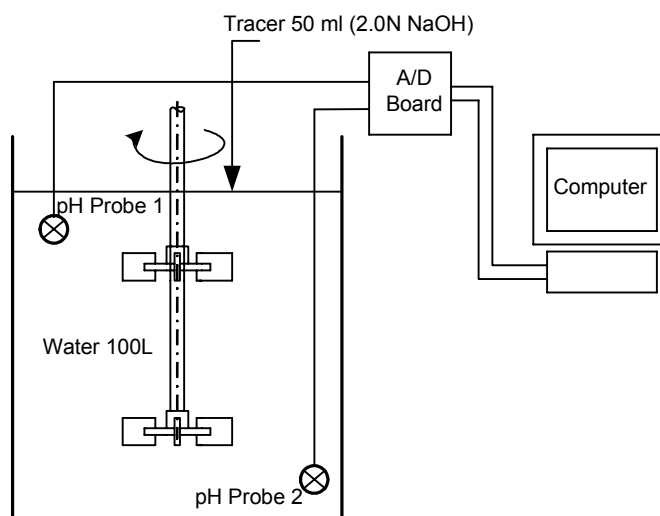 Tracer 50 ml (2.0N NaOH)
A/D
Board
Computer
pH Probe 1
Water 100L
pH Probe 2